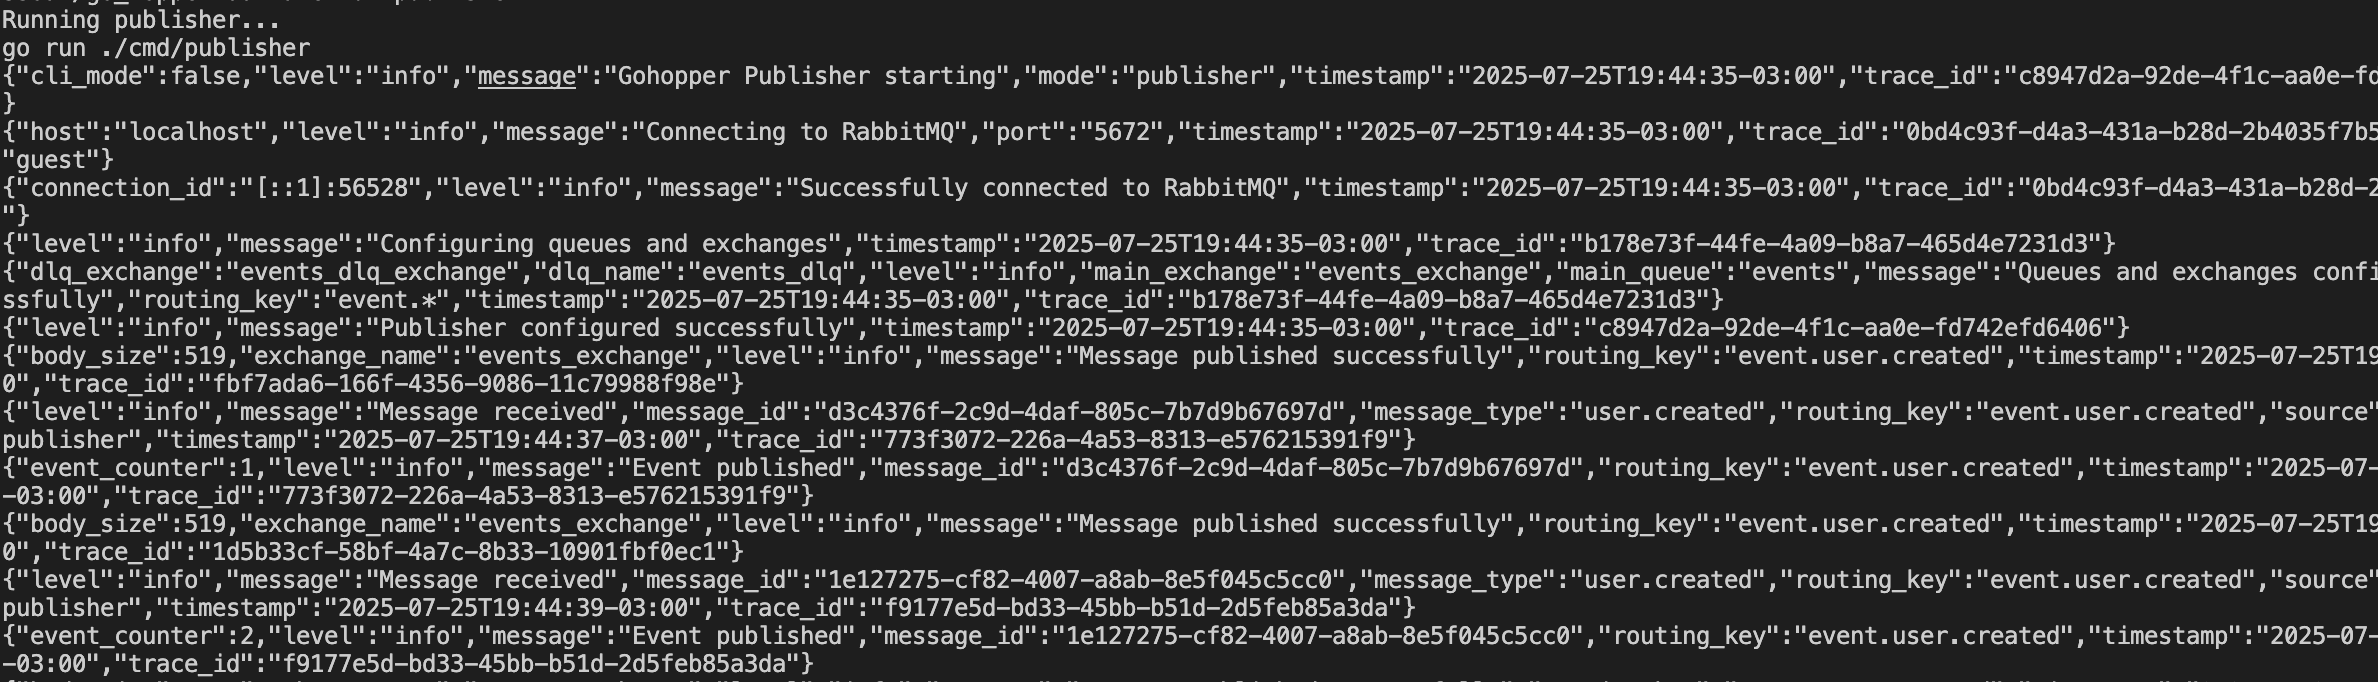 Running publisher...
go run ./cmd/publisher
{"cli_mode":false,"level":"info","message":"Gohopper Publisher starting","mode":"publisher","timestamp":"2025-07-25T19:44:35-03:00","trace_id":"c8947d2a-92de-4f1c-aa0e-fd
}
{"host":"localhost","level":"info","message":"Connecting to RabbitMQ","port":"5672","timestamp":"2025-07-25T19:44:35-03:00","trace_id":"0bd4c93f-d4a3-431a-b28d-2b4035f7b5
"guest"}
{"connection_id":"[::1]:56528","level":"info","message":"Successfully connected to RabbitMQ","timestamp":"2025-07-25T19:44:35-03:00","trace_id":"0bd4c93f-d4a3-431a-b28d-2
"}
{"level":"info","message":"Configuring queues and exchanges","timestamp":"2025-07-25T19:44:35-03:00","trace_id":"b178e73f-44fe-4a09-b8a7-465d4e7231d3"}
{"dlq_exchange":"events_dlq_exchange","dlq_name":"events_dlq","level":"info","main_exchange":"events_exchange","main_queue":"events","message":"Queues and exchanges confi
ssfully","routing_key":"event.*","timestamp":"2025-07-25T19:44:35-03:00","trace_id":"b178e73f-44fe-4a09-b8a7-465d4e7231d3"}
{"level":"info","message":"Publisher configured successfully","timestamp":"2025-07-25T19:44:35-03:00","trace_id":"c8947d2a-92de-4f1c-aa0e-fd742efd6406"}
{"body_size":519,"exchange_name":"events_exchange","level":"info","message":"Message published successfully","routing_key":"event.user.created","timestamp":"2025-07-25T19
0","trace_id":"fbf7ada6-166f-4356-9086-11c79988f98e"}
{"level":"info","message":"Message received","message_id":"d3c4376f-2c9d-4daf-805c-7b7d9b67697d","message_type":"user.created","routing_key":"event.user.created","source"
publisher","timestamp":"2025-07-25T19:44:37-03:00","trace_id":"773f3072-226a-4a53-8313-e576215391f9"}
{"event_counter":1,"level":"info","message":"Event published","message_id":"d3c4376f-2c9d-4daf-805c-7b7d9b67697d","routing_key":"event.user.created","timestamp":"2025-07-
-03:00","trace_id":"773f3072-226a-4a53-8313-e576215391f9"}
{"body_size":519,"exchange_name":"events_exchange","level":"info","message":"Message published successfully","routing_key":"event.user.created","timestamp":"2025-07-25T19
0","trace_id":"1d5b33cf-58bf-4a7c-8b33-10901fbf0ec1"}
{"level":"info","message":"Message received","message_id":"1e127275-cf82-4007-a8ab-8e5f045c5cc0","message_type":"user.created","routing_key":"event.user.created","source"
publisher","timestamp":"2025-07-25T19:44:39-03:00","trace_id":"f9177e5d-bd33-45bb-b51d-2d5feb85a3da"}
{"event_counter":2,"level":"info","message":"Event published","message_id":"1e127275-cf82-4007-a8ab-8e5f045c5cc0","routing_key":"event.user.created","timestamp":"2025-07-
-03:00","trace_id":"f9177e5d-bd33-45bb-b51d-2d5feb85a3da"}